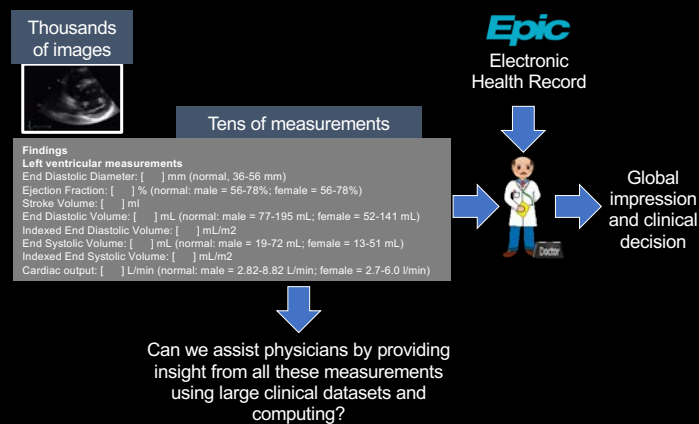 Thousands
of images
Epic
Electronic
Health Record
Tens of measurements
Findings
Left ventricular measurements
End Diastolic Diameter: [ ] mm (normal, 36-56 mm)
Ejection Fraction: [ ] % (normal: male = 56-78%; female = 56-78%)
Stroke Volume: [ ] ml
End Diastolic Volume: [ ] mL (normal: male = 77-195 mL; female = 52-141 mL)
Indexed End Diastolic Volume: [ ] mL/m2
End Systolic Volume: [ ] mL (normal: male = 19-72 mL; female = 13-51 mL)
Indexed End Systolic Volume: [ ] mL/m2
Cardiac output: [ ] L/min (normal: male = 2.82-8.82 L/min; female = 2.7-6.0 l/min)
Doctor
Global
impression
and clinical
decision
Can we assist physicians by providing
insight from all these measurements
using large clinical datasets and
computing?